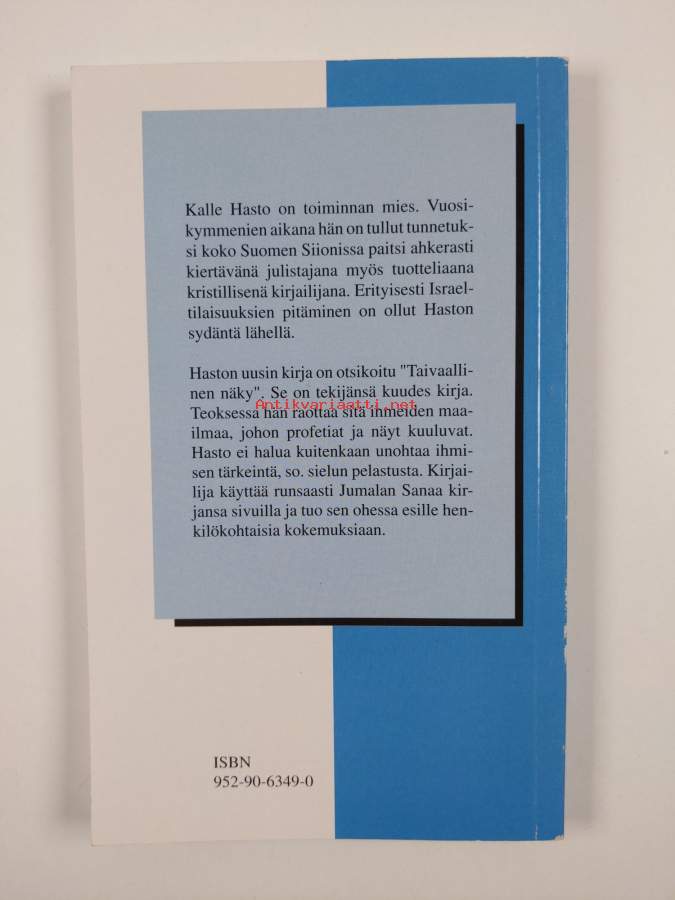 Kalle Hasto on toiminnan mies. Vuosi-
kymmenien aikana hän on tullut tunnetuk-
si koko Suomen Siionissa paitsi ahkerasti
kiertävänä julistajana myös tuotteliaana
kristillisenä kirjailijana. Erityisesti Israel-
tilaisuuksien pitäminen on ollut Haston
sydäntä lähellä.
Haston uusin kirja on otsikoitu "Taivaalli-
nen näky". Se on tekijänsä kuudes kirja.
Antikvariaatti.net
Teoksessa hän raottaa sitä ihmeiden maa-
ilmaa, johon profetiat ja näyt kuuluvat.
Hasto ei halua kuitenkaan unohtaa ihmi-
sen tärkeintä, so. sielun pelastusta. Kirjai-
lija käyttää runsaasti Jumalan Sanaa kir-
jansa sivuilla ja tuo sen ohessa esille hen-
kilökohtaisia kokemuksiaan.
ISBN
952-90-6349-0